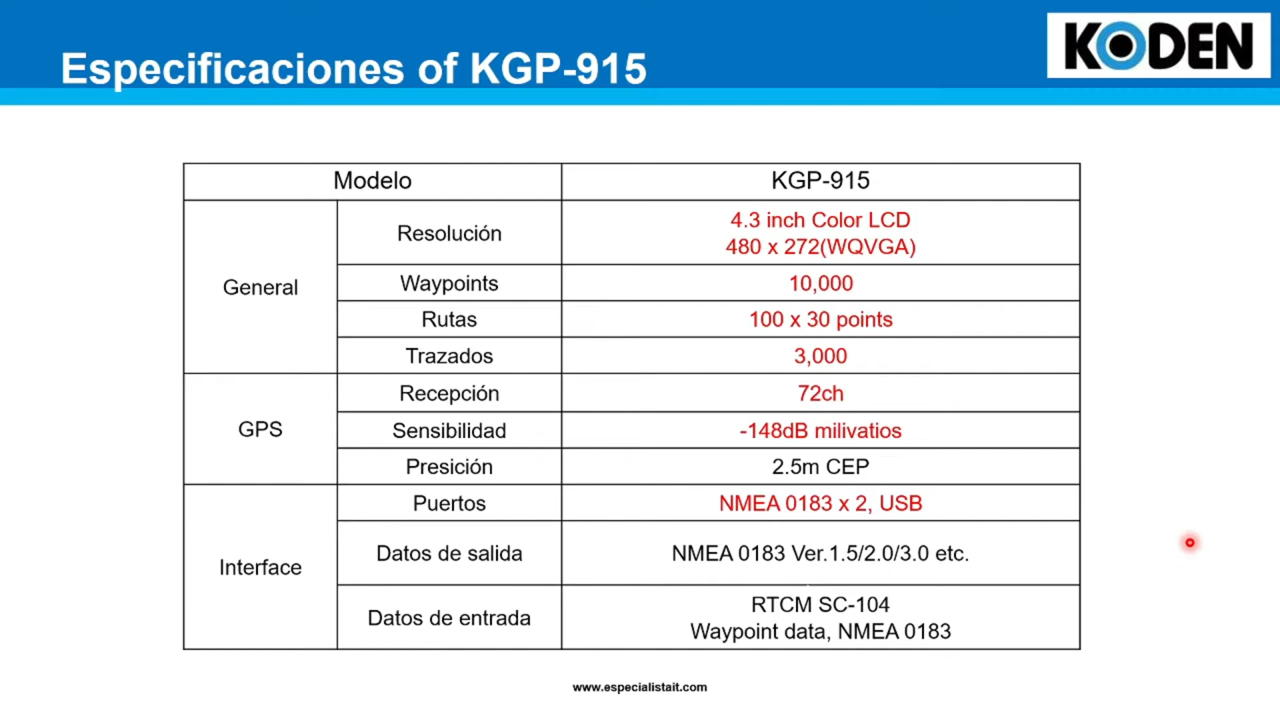 Especificaciones of KGP-915
KODEN
Modelo
KGP-915
General
Resolución
4.3 inch Color LCD
480 x 272(WQVGA)
Waypoints
10,000
Rutas
100 x 30 points
Trazados
3,000
GPS
Recepción
72ch
Sensibilidad
-148dB milivatios
Presición
2.5m CEP
Interface
Puertos
NMEA 0183 x 2, USB
Datos de salida
NMEA 0183 Ver.1.5/2.0/3.0 etc.
Datos de entrada
RTCM SC-104
Waypoint data, NMEA 0183
www.especialistait.com